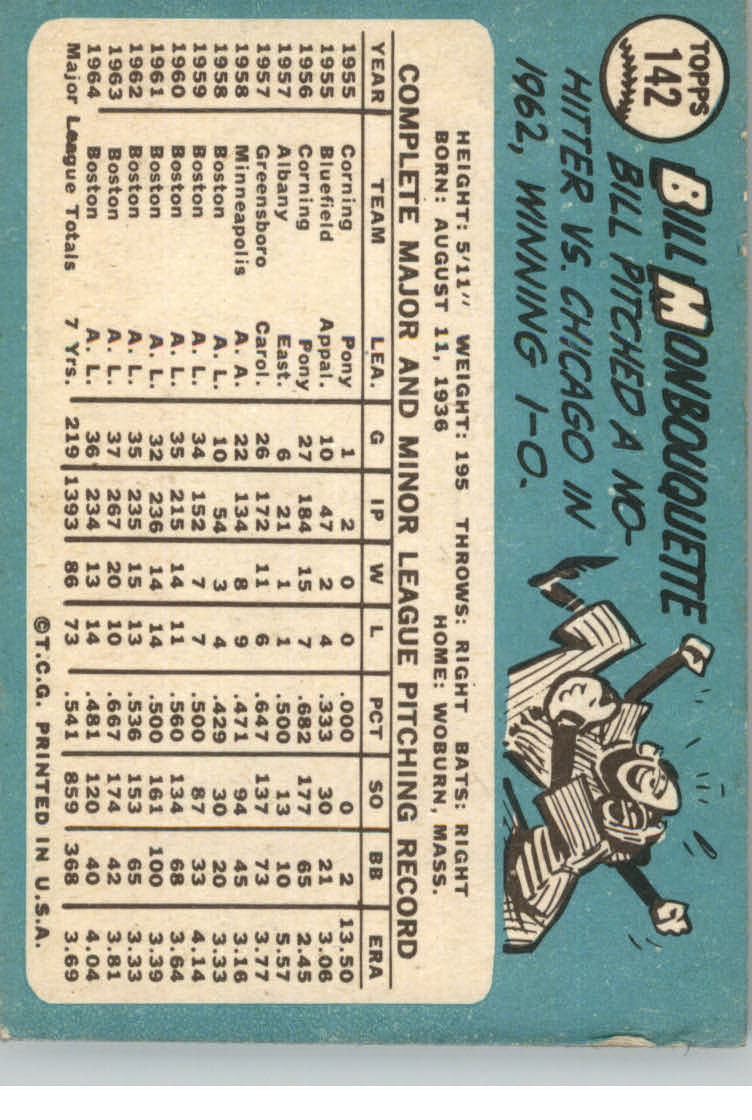 TOPPS
142
BILL MONBOUQUETTE
BILL PITCHED A NO-
HITTER VS. CHICAGO IN
1962, WINNING 1-0.
HEIGHT: 5'11" WEIGHT: 195 THROWS: RIGHT BATS: RIGHT
BORN: AUGUST 11, 1936 HOME: WOBURN, MASS.
COMPLETE MAJOR AND MINOR LEAGUE PITCHING RECORD
YEAR TEAM LEA. G IP W L PCT SO BB ERA
1955 Corning Pony 1 2 0 0 .000 0 2 13.50
1955 Bluefield Appal. 10 47 2 4 .333 30 21 3.06
1956 Corning Pony 27 184 15 7 .682 177 65 2.45
1957 Albany East. 6 21 1 1 .500 13 10 5.57
1957 Greensboro Carol. 26 172 11 6 .647 137 73 3.77
1958 Minneapolis A. A. 22 134 8 9 .471 94 45 3.16
1958 Boston A. L. 10 54 3 4 .429 30 20 3.33
1959 Boston A. L. 34 152 7 7 .500 87 33 4.14
1960 Boston A. L. 35 215 14 11 .560 134 68 3.64
1961 Boston A. L. 32 236 14 14 .500 161 100 3.39
1962 Boston A. L. 35 235 15 13 .536 153 65 3.33
1963 Boston A. L. 37 267 20 10 .667 174 42 3.81
1964 Boston A. L. 36 234 13 14 .481 120 40 4.04
Major League Totals 7 Yrs. 219 1393 86 73 .541 859 368 3.69
©T.C.G. PRINTED IN U.S.A.